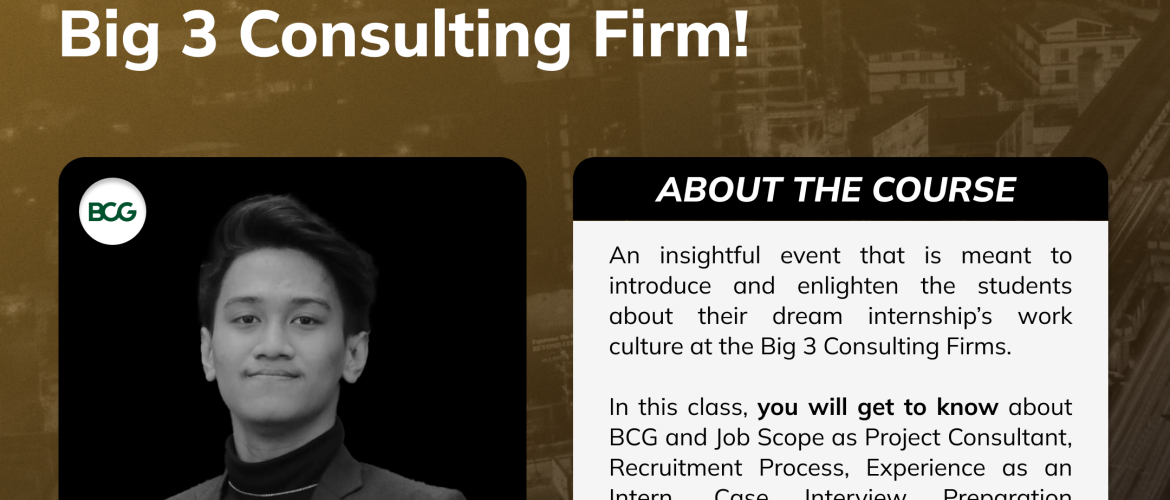 Big 3 Consulting Firm!
BCG
ABOUT THE COURSE
An insightful event that is meant to
introduce and enlighten the students
about their dream internship's work
culture at the Big 3 Consulting Firms.
In this class, you will get to know about
BCG and Job Scope as Project Consultant,
Recruitment Process, Experience as an
Intern, Case Interview Preparation